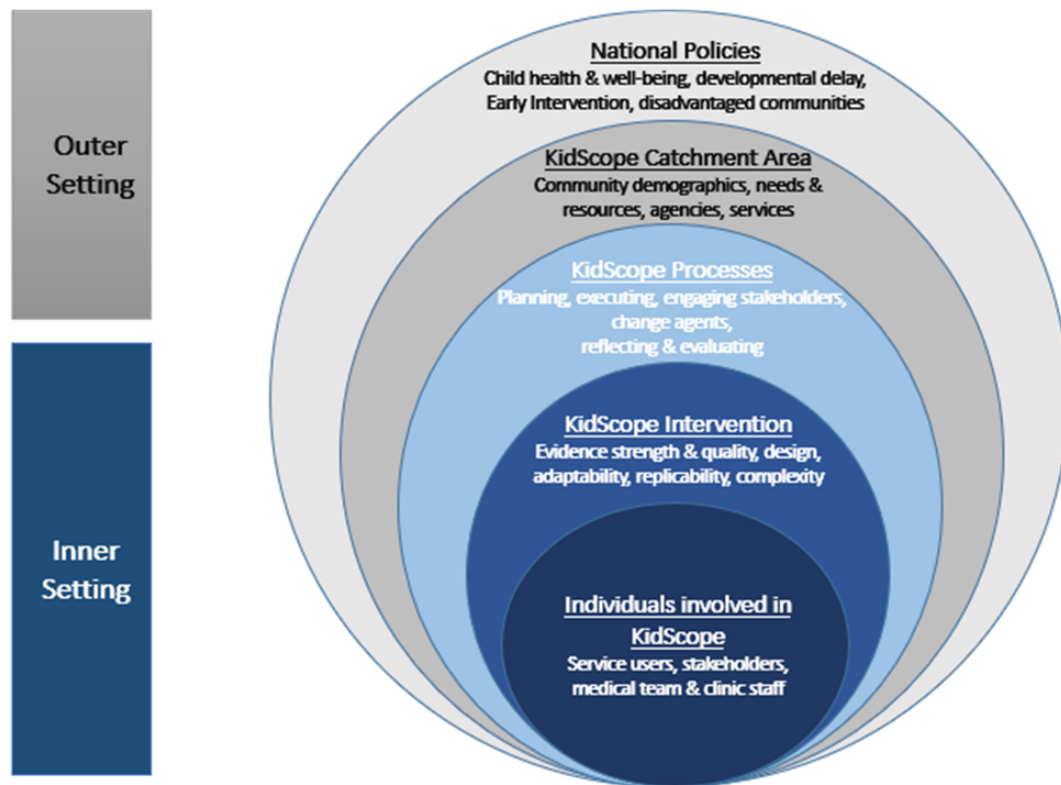 Outer
Setting
Inner
Setting
National Policies
Child health & well-being, developmental delay,
Early Intervention, disadvantaged communities
KidScope Catchment Area
Community demographics, needs &
resources, agencies, services
KidScope Processes
Planning, executing, engaging stakeholders,
change agents,
reflecting & evaluating
KidScope Intervention
Evidence strength & quality, design,
adaptability, replicability, complexity
Individuals involved in
KidScope
Service users, stakeholders,
medical team & clinic staff